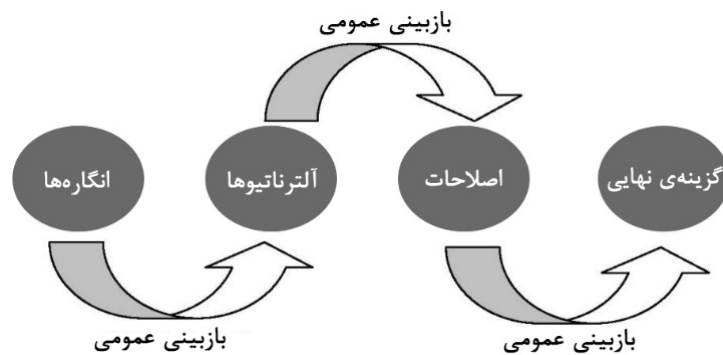 بازبینی عمومی
انگاره‌ها
آلترناتیوها
اصلاحات
گزینه‌ی نهایی
بازبینی عمومی
بازبینی عمومی